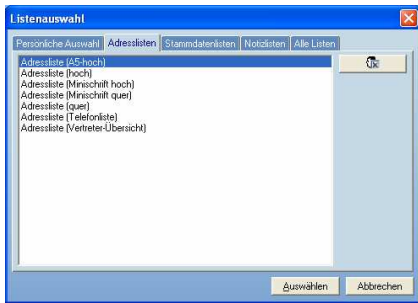 Listenauswahl
Persönliche Auswahl Adresslisten Stammdatenlisten Notizlisten Alle Listen
Adressliste (A5-hoch)
Adressliste (hoch)
Adressliste (Minischrift hoch)
Adressliste (Minischrift quer)
Adressliste (quer)
Adressliste (Telefonliste)
Adressliste (Vertreter-Übersicht)
Auswählen Abbrechen